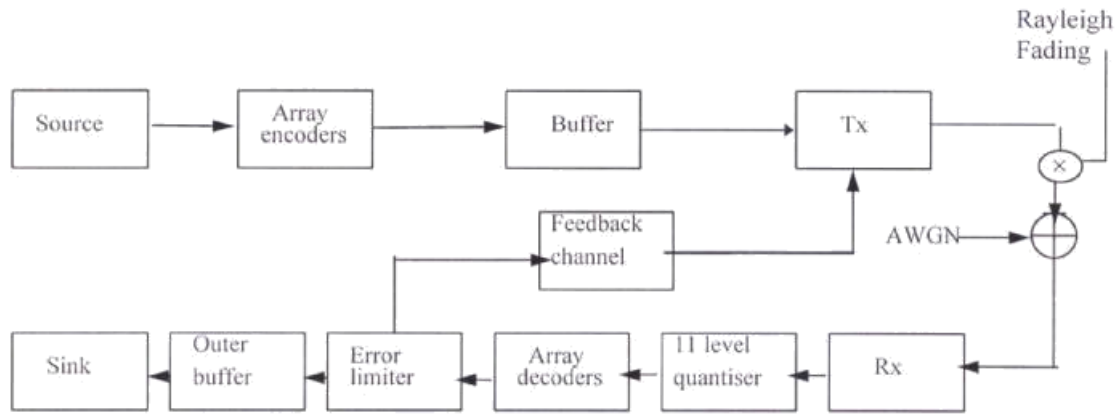 Rayleigh
Fading
Source
Array
encoders
Buffer
Tx
×
Feedback
channel
AWGN
Sink
Outer
buffer
Error
limiter
Array
decoders
11 level
quantiser
Rx